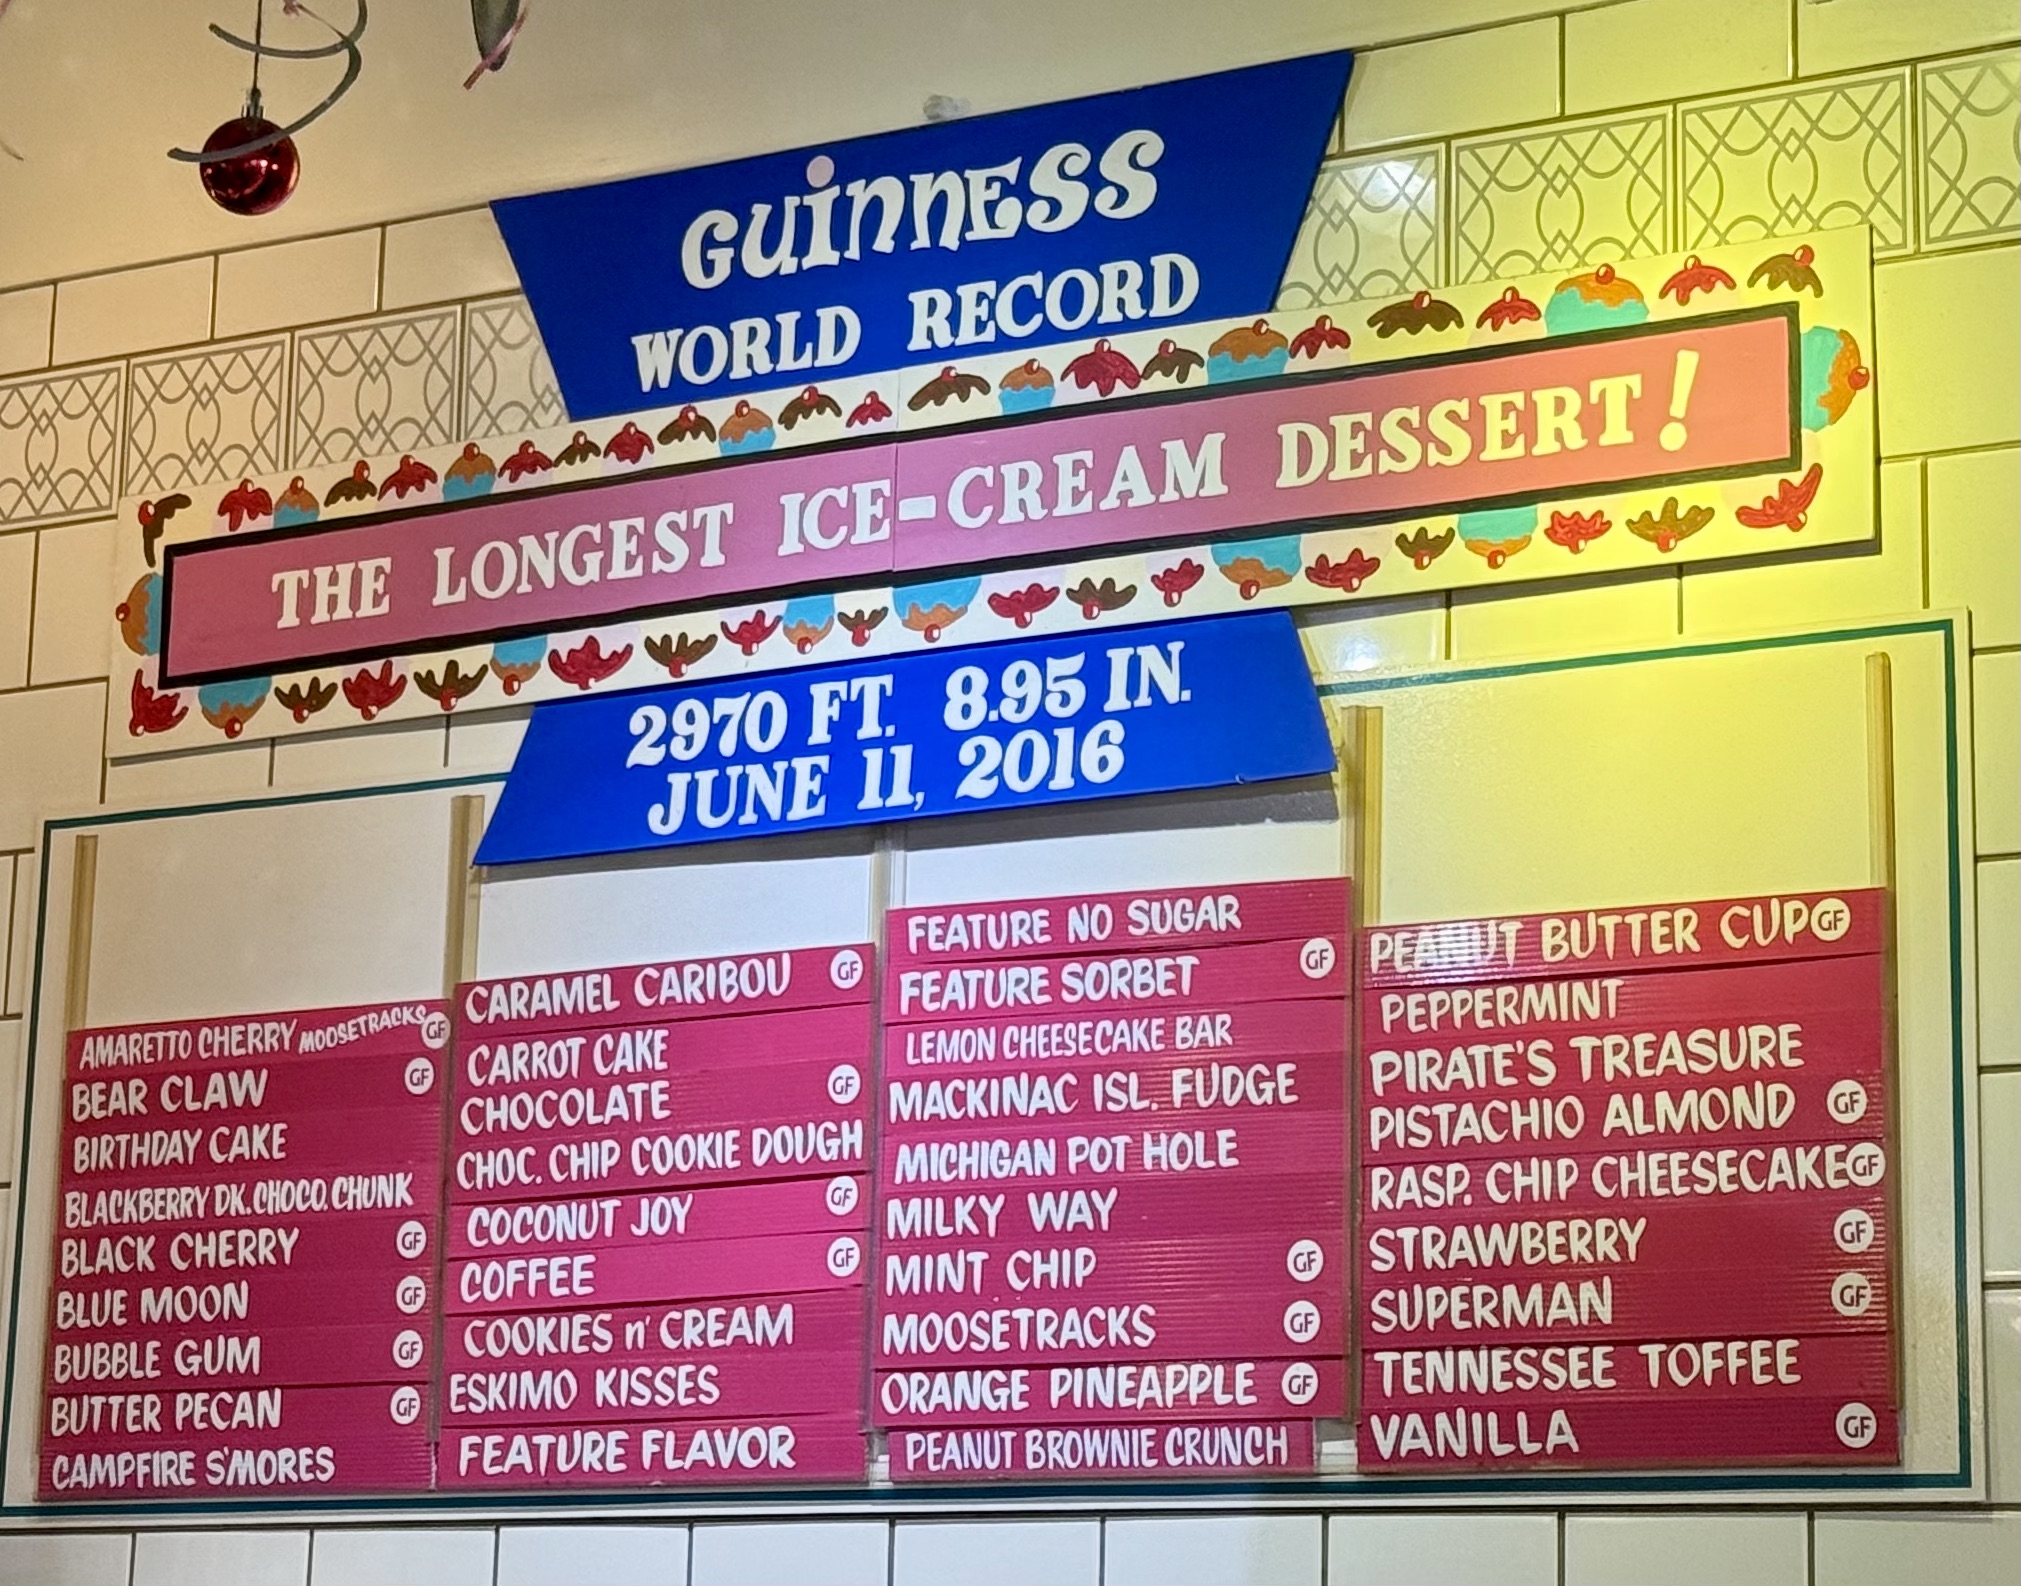 GUINNESS
WORLD RECORD
THE LONGEST ICE-CREAM DESSERT!
2970 FT. 8.95 IN.
JUNE 11, 2016
AMARETTO CHERRY MOOSETRACKS GF
BEAR CLAW GF
BIRTHDAY CAKE
BLACKBERRY DK. CHOCO. CHUNK
BLACK CHERRY GF
BLUE MOON GF
BUBBLE GUM GF
BUTTER PECAN GF
CAMPFIRE S'MORES
CARAMEL CARIBOU GF
CARROT CAKE
CHOCOLATE GF
CHOC. CHIP COOKIE DOUGH
COCONUT JOY GF
COFFEE GF
COOKIES n' CREAM
ESKIMO KISSES
FEATURE FLAVOR
FEATURE NO SUGAR
FEATURE SORBET GF
LEMON CHEESECAKE BAR
MACKINAC ISL. FUDGE
MICHIGAN POT HOLE
MILKY WAY
MINT CHIP GF
MOOSETRACKS GF
ORANGE PINEAPPLE GF
PEANUT BROWNIE CRUNCH
PEANUT BUTTER CUP GF
PEPPERMINT
PIRATE'S TREASURE
PISTACHIO ALMOND GF
RASP. CHIP CHEESECAKE GF
STRAWBERRY GF
SUPERMAN GF
TENNESSEE TOFFEE
VANILLA GF